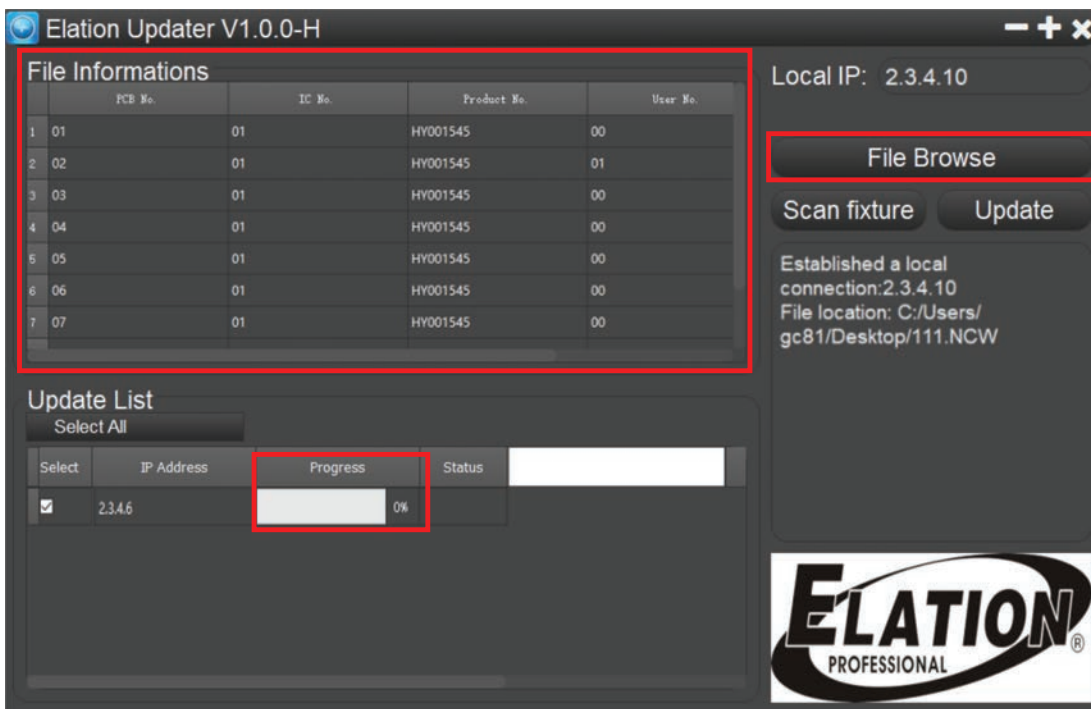 Elation Updater V1.0.0-H
File Informations
PCB No. IC No. Product No. User No.
1 01 01 HY001545 00
2 02 01 HY001545 01
3 03 01 HY001545 00
4 04 01 HY001545 00
5 05 01 HY001545 00
6 06 01 HY001545 00
7 07 01 HY001545 00
Local IP: 2.3.4.10
File Browse
Scan fixture Update
Established a local
connection:2.3.4.10
File location: C:/Users/
gc81/Desktop/111.NCW
Update List
Select All
Select IP Address Progress Status
2.3.4.6 0%
ELATION®
PROFESSIONAL